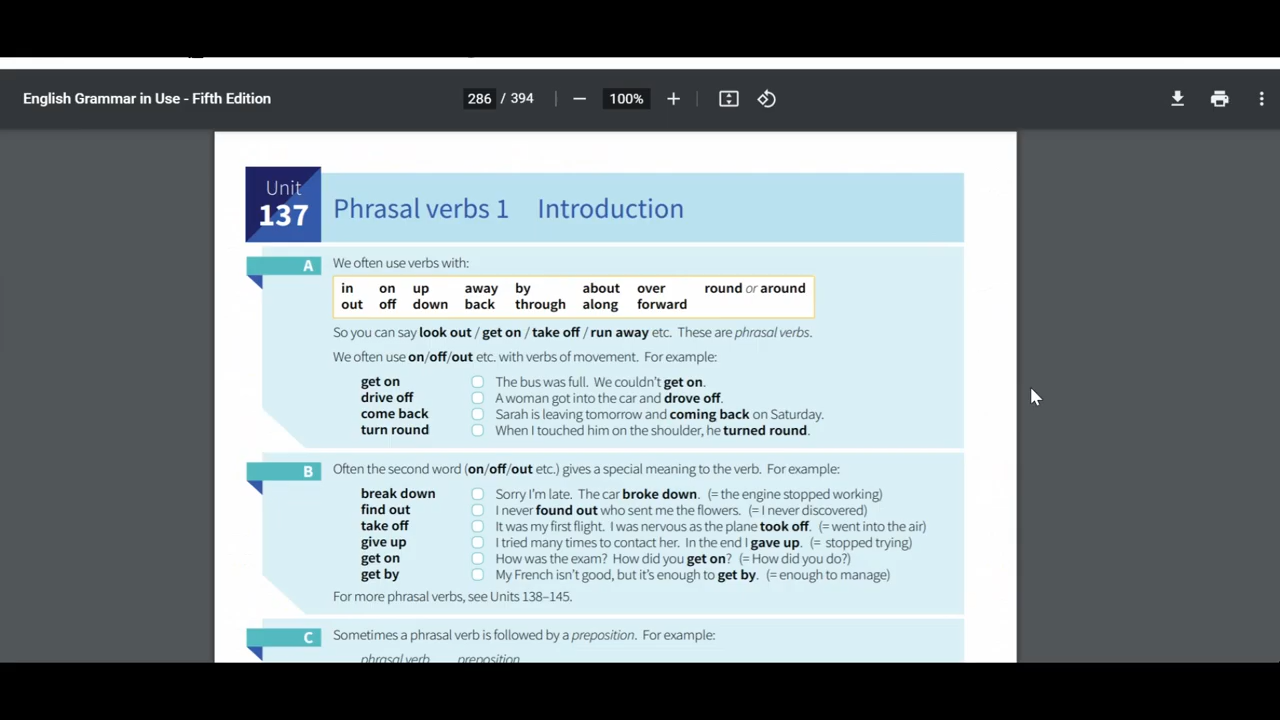 English Grammar in Use - Fifth Edition
286 / 394
100%
Unit
137
Phrasal verbs 1 Introduction
A
We often use verbs with:
in on up away by about over round or around
out off down back through along forward
So you can say look out / get on / take off / run away etc. These are phrasal verbs.
We often use on/off/out etc. with verbs of movement. For example:
get on The bus was full. We couldn't get on.
drive off A woman got into the car and drove off.
come back Sarah is leaving tomorrow and coming back on Saturday.
turn round When I touched him on the shoulder, he turned round.
B
Often the second word (on/off/out etc.) gives a special meaning to the verb. For example:
break down Sorry I'm late. The car broke down. (= the engine stopped working)
find out I never found out who sent me the flowers. (= I never discovered)
take off It was my first flight. I was nervous as the plane took off. (= went into the air)
give up I tried many times to contact her. In the end I gave up. (= stopped trying)
get on How was the exam? How did you get on? (= How did you do?)
get by My French isn't good, but it's enough to get by. (= enough to manage)
For more phrasal verbs, see Units 138–145.
C
Sometimes a phrasal verb is followed by a preposition. For example:
phrasal verb preposition